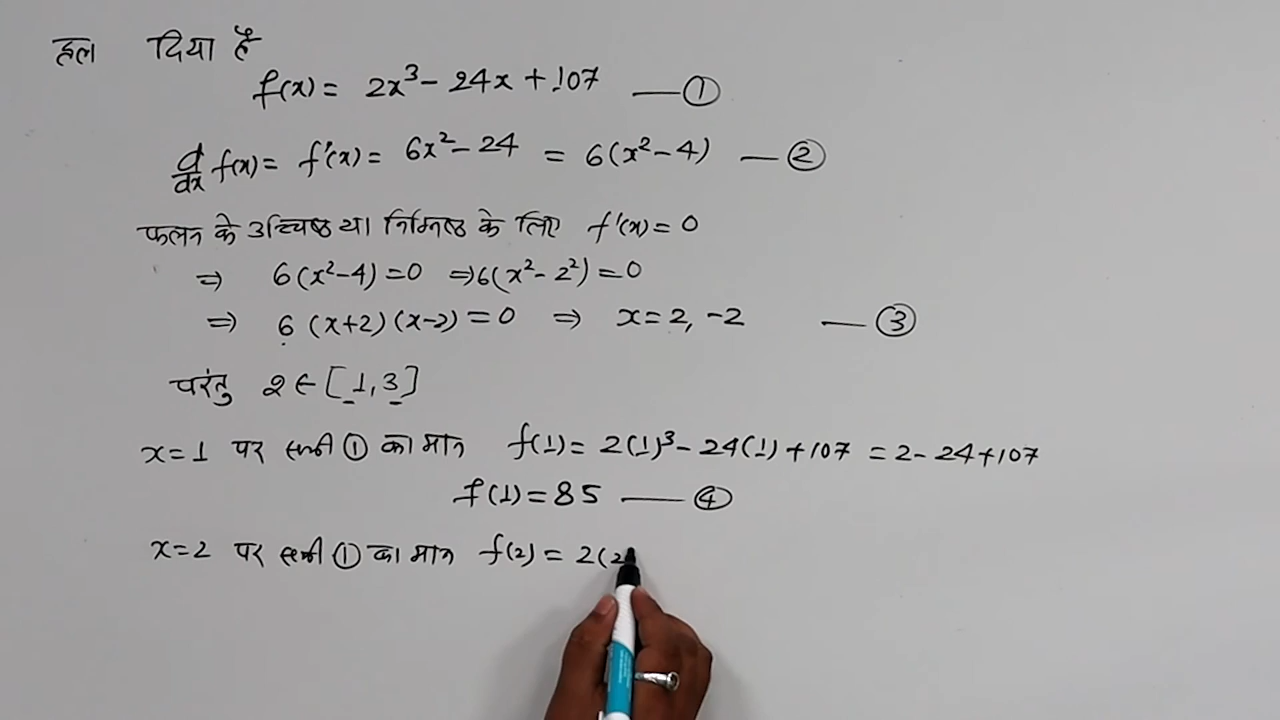 हल दिया है
f(x) = 2x³ - 24x + 107 —①
d/dx f(x) = f'(x) = 6x² - 24 = 6(x² - 4) —②
फलन के उच्चिष्ठ या निम्निष्ठ के लिए f'(x) = 0
⇒ 6(x² - 4) = 0 ⇒ 6(x² - 2²) = 0
⇒ 6(x+2)(x-2) = 0 ⇒ x = 2, -2 —③
परंतु 2 ∈ [1, 3]
x = 1 पर समी ① का मान f(1) = 2(1)³ - 24(1) + 107 = 2 - 24 + 107
f(1) = 85 —④
x = 2 पर समी ① का मान f(2) = 2(2